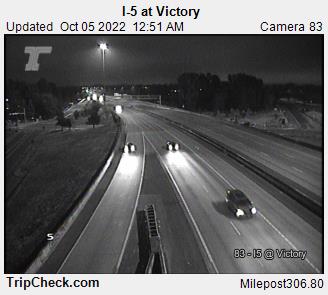 I-5 at Victory
Updated Oct 05 2022 12:51 AM Camera 83
T
S
83 - I5 @ Victory
TripCheck.com Milepost306.80